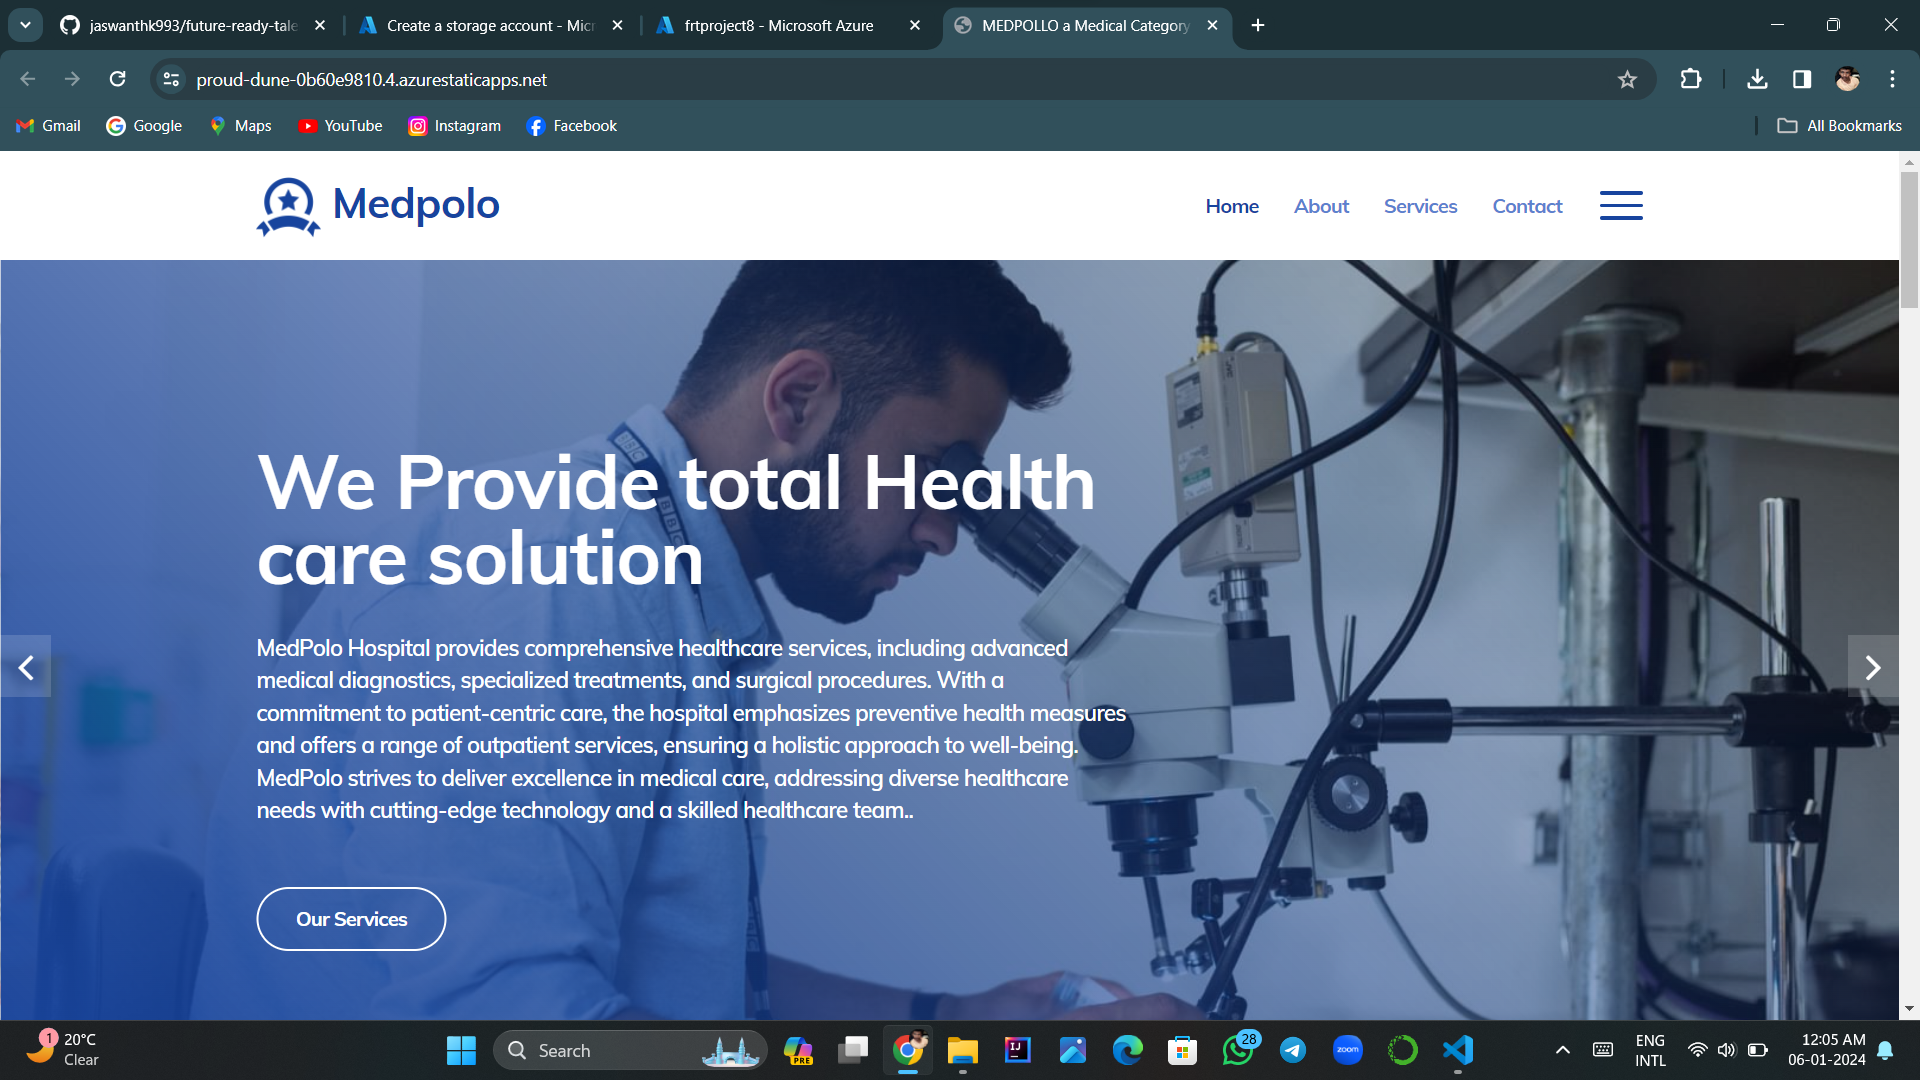 jaswanthk993/future-ready-tale
Create a storage account - Micr
frtproject8 - Microsoft Azure
MEDPOLLO a Medical Category
proud-dune-0b60e9810.4.azurestaticapps.net
Gmail
Google
Maps
YouTube
Instagram
Facebook
All Bookmarks
Medpolo
Home
About
Services
Contact
We Provide total Health
care solution
MedPolo Hospital provides comprehensive healthcare services, including advanced
medical diagnostics, specialized treatments, and surgical procedures. With a
commitment to patient-centric care, the hospital emphasizes preventive health measures
and offers a range of outpatient services, ensuring a holistic approach to well-being.
MedPolo strives to deliver excellence in medical care, addressing diverse healthcare
needs with cutting-edge technology and a skilled healthcare team..
Our Services
1
20°C
Clear
Search
PRE
IJ
28
zoom
ENG
INTL
12:05 AM
06-01-2024